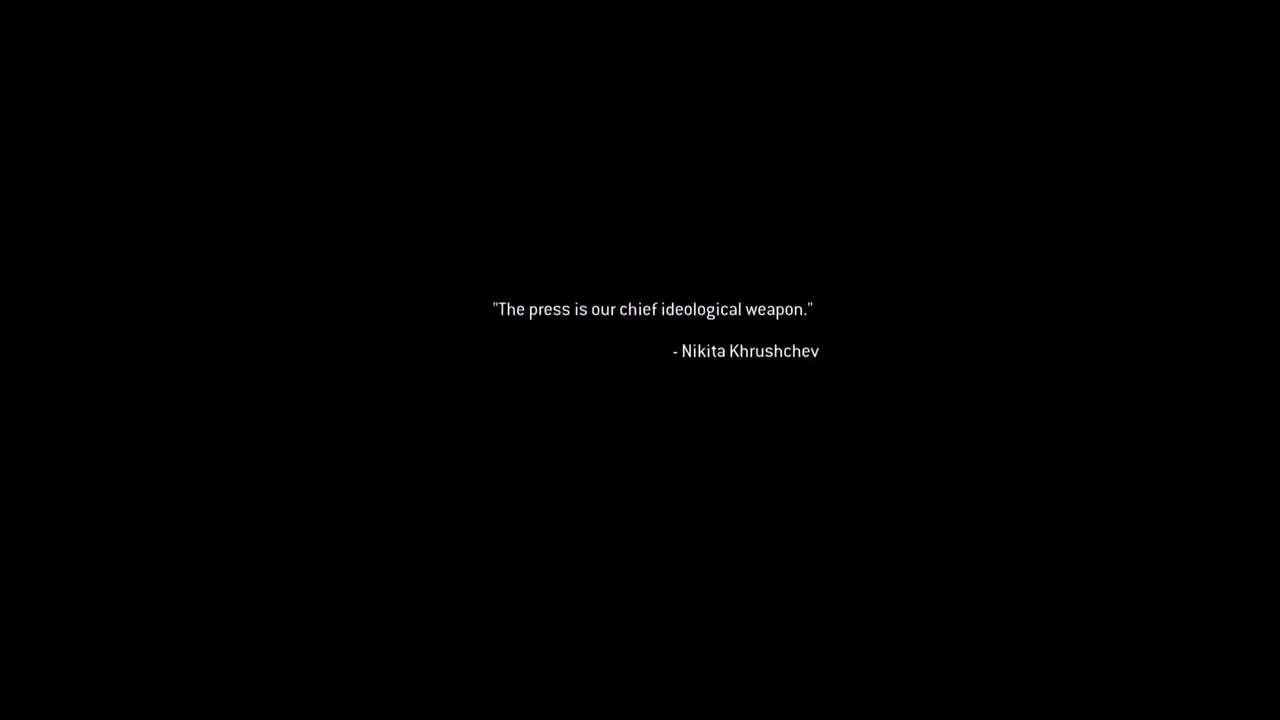 "The press is our chief ideological weapon."
- Nikita Khrushchev